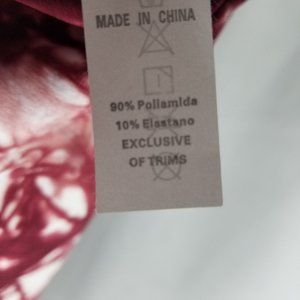 MADE IN CHINA
90% Poliamida
10% Elastano
EXCLUSIVE
OF TRIMS